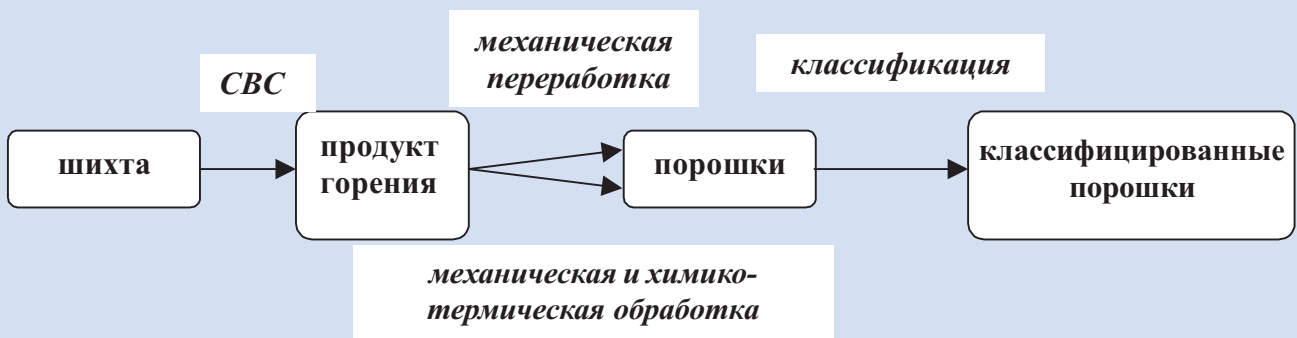 СВС
механическая
переработка
классификация
шихта
продукт
горения
порошки
классифицированные
порошки
механическая и химико-
термическая обработка